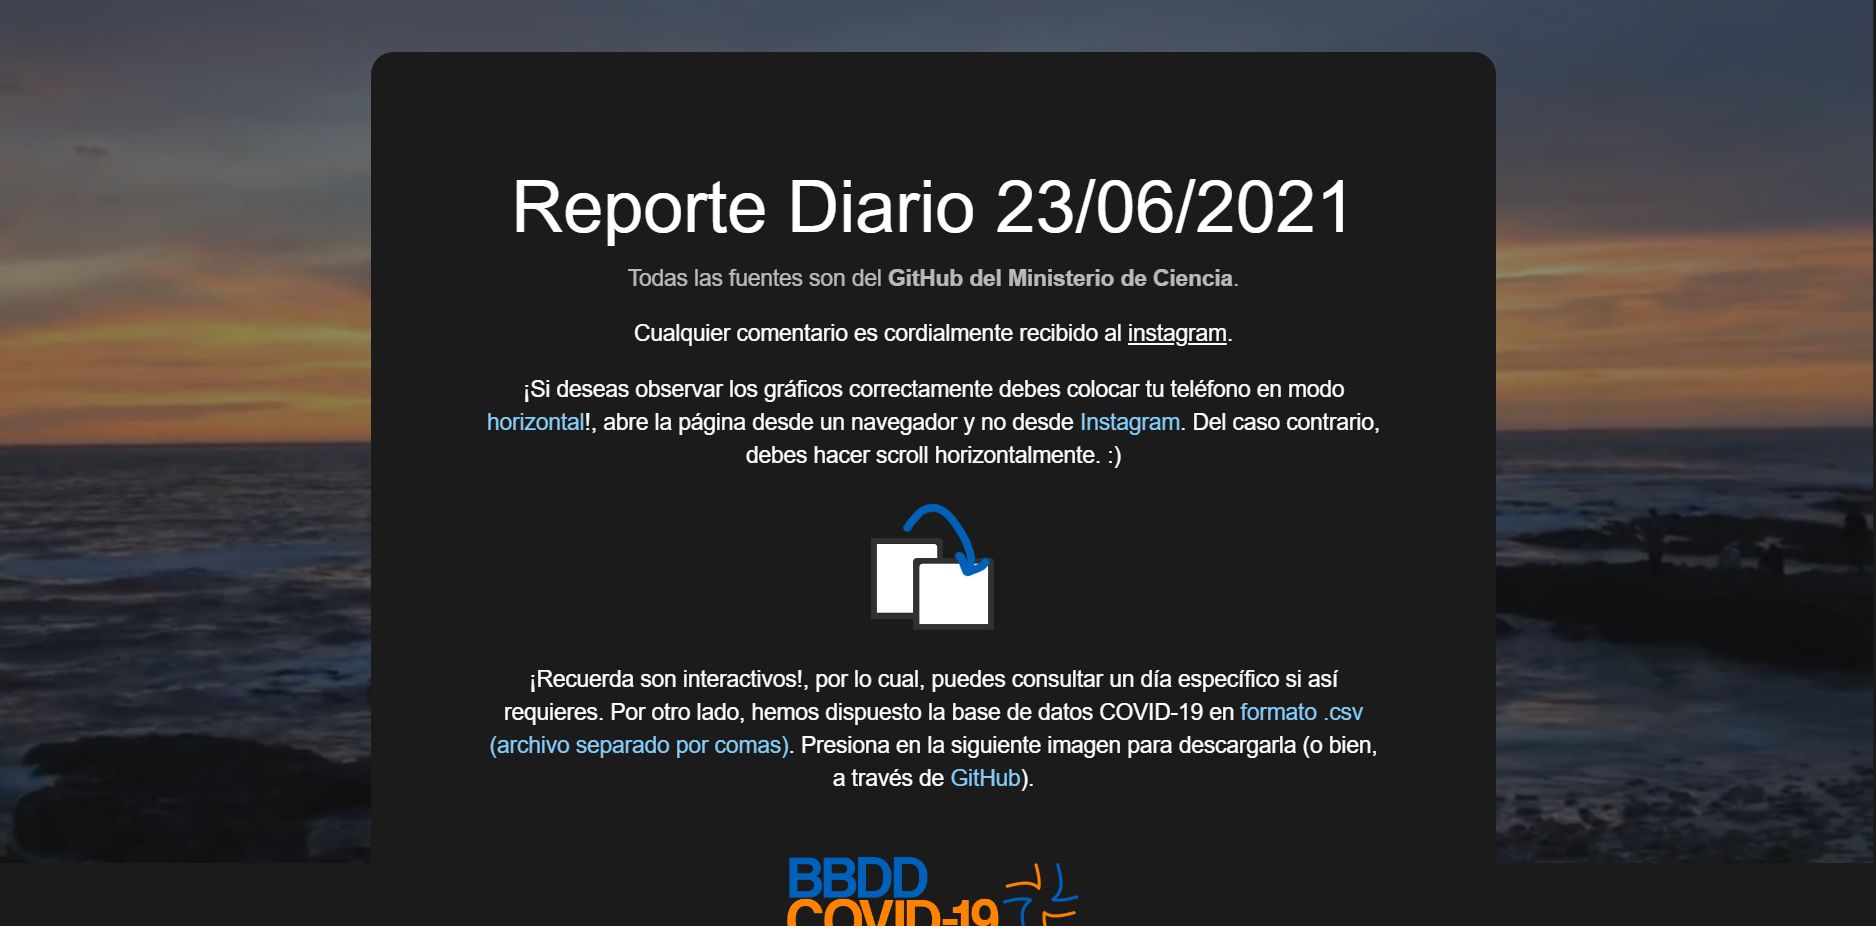 Reporte Diario 23/06/2021
Todas las fuentes son del GitHub del Ministerio de Ciencia.
Cualquier comentario es cordialmente recibido al instagram.
¡Si deseas observar los gráficos correctamente debes colocar tu teléfono en modo
horizontal!, abre la página desde un navegador y no desde Instagram. Del caso contrario,
debes hacer scroll horizontalmente. :)
¡Recuerda son interactivos!, por lo cual, puedes consultar un día específico si así
requieres. Por otro lado, hemos dispuesto la base de datos COVID-19 en formato .csv
(archivo separado por comas). Presiona en la siguiente imagen para descargarla (o bien,
a través de GitHub).
BBDD
COVID-19